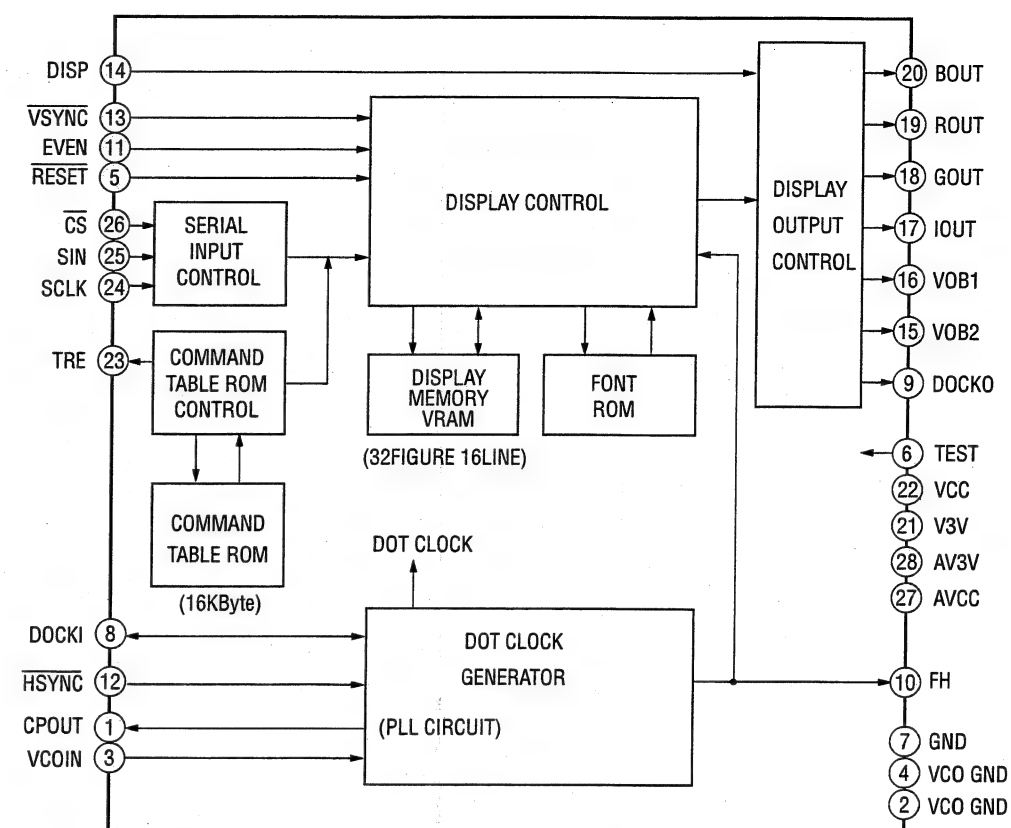 DISP 14
VSYNC 13
EVEN 11
RESET 5
CS 26
SIN 25
SCLK 24
TRE 23
DOCKI 8
HSYNC 12
CPOUT 1
VCOIN 3
SERIAL
INPUT
CONTROL
COMMAND
TABLE ROM
CONTROL
COMMAND
TABLE ROM
(16KByte)
DISPLAY CONTROL
DISPLAY
MEMORY
VRAM
(32FIGURE 16LINE)
FONT
ROM
DOT CLOCK
DOT CLOCK
GENERATOR
(PLL CIRCUIT)
DISPLAY
OUTPUT
CONTROL
20 BOUT
19 ROUT
18 GOUT
17 IOUT
16 VOB1
15 VOB2
9 DOCKO
6 TEST
22 VCC
21 V3V
28 AV3V
27 AVCC
10 FH
7 GND
4 VCO GND
2 VCO GND